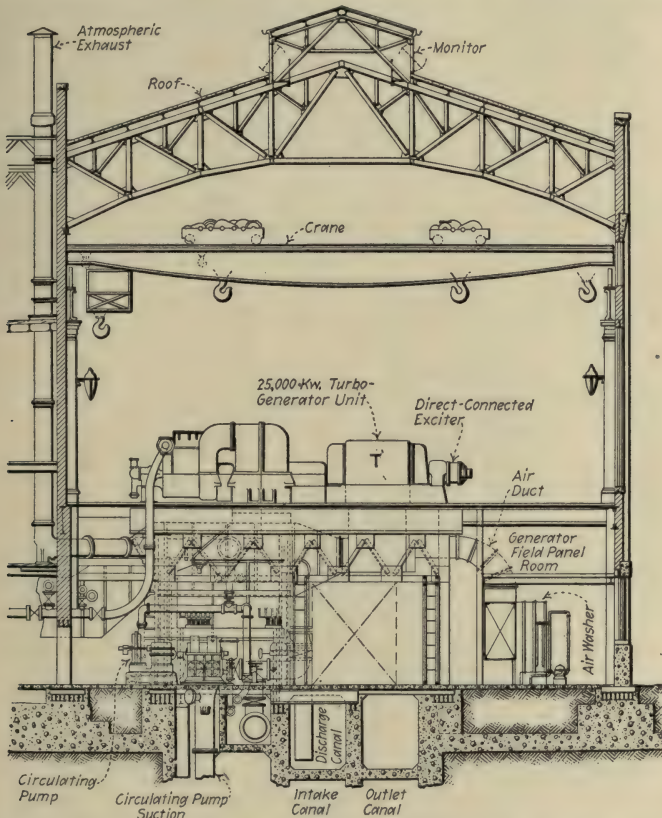 Atmospheric
Exhaust
Monitor
Roof
Crane
25,000-Kw. Turbo-
Generator Unit
Direct-Connected
Exciter
T
Air
Duct
Generator
Field Panel
Room
Air Washer
Discharge
Canal
Circulating
Pump
Circulating Pump
Suction
Intake
Canal
Outlet
Canal